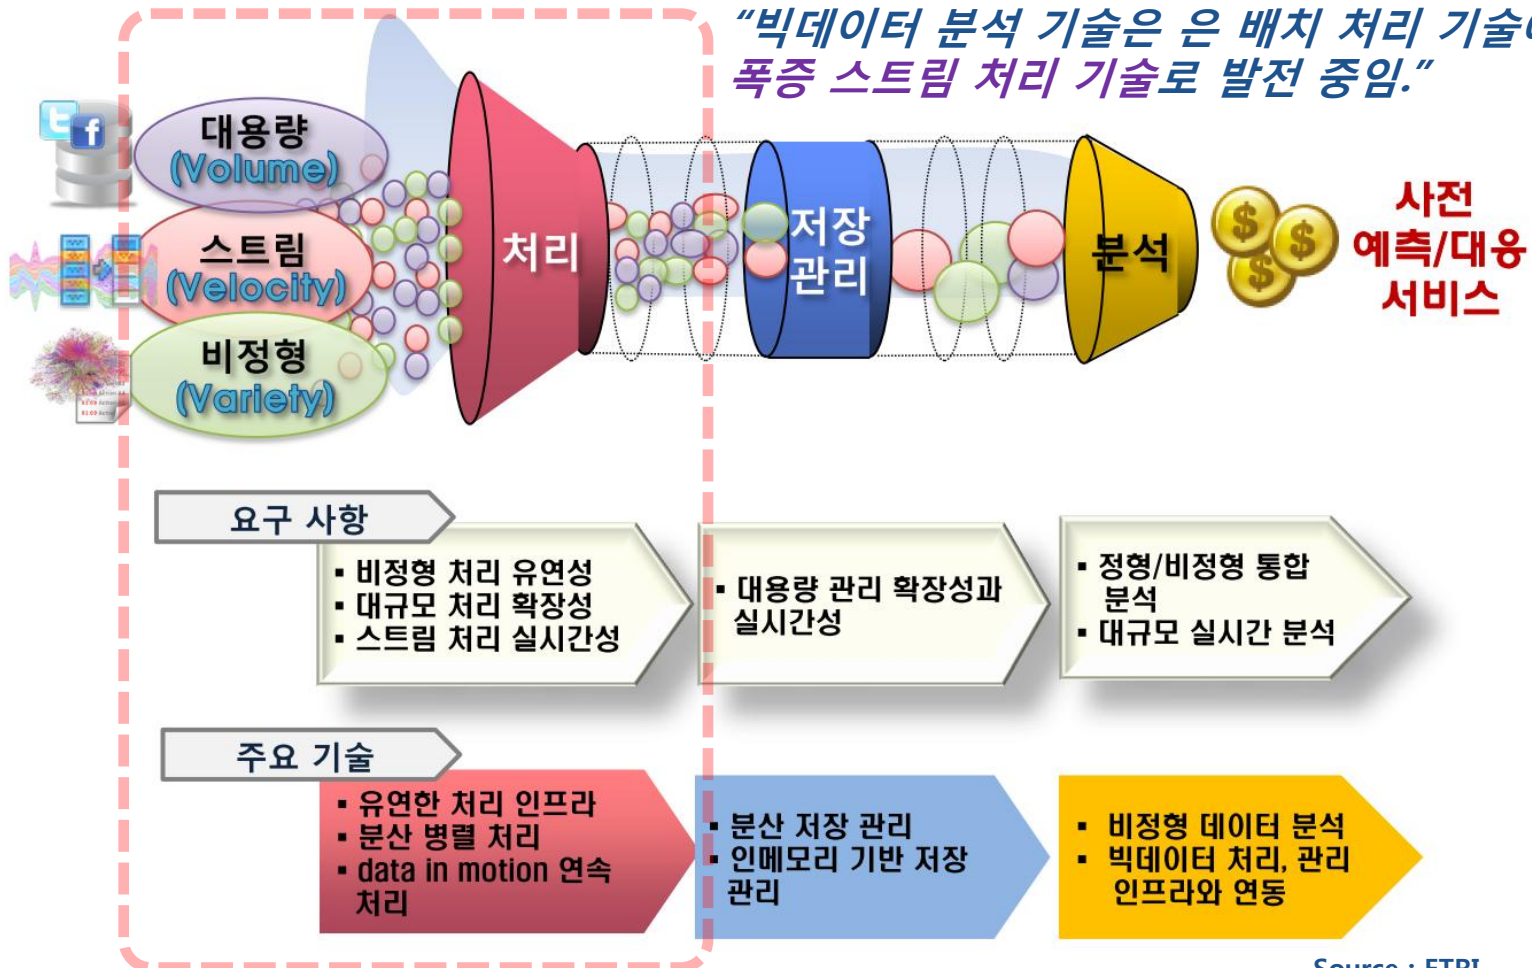 “빅데이터 분석 기술은 은 배치 처리 기술에
폭증 스트림 처리 기술로 발전 중임.”
대용량
(Volume)
스트림
(Velocity)
비정형
(Variety)
처리
저장
관리
분석
사전
예측/대응
서비스
요구 사항
▪ 비정형 처리 유연성
▪ 대규모 처리 확장성
▪ 스트림 처리 실시간성
▪ 대용량 관리 확장성과
실시간성
▪ 정형/비정형 통합
분석
▪ 대규모 실시간 분석
주요 기술
▪ 유연한 처리 인프라
▪ 분산 병렬 처리
▪ data in motion 연속
처리
▪ 분산 저장 관리
▪ 인메모리 기반 저장
관리
▪ 비정형 데이터 분석
▪ 빅데이터 처리, 관리
인프라와 연동
Source : ETRI